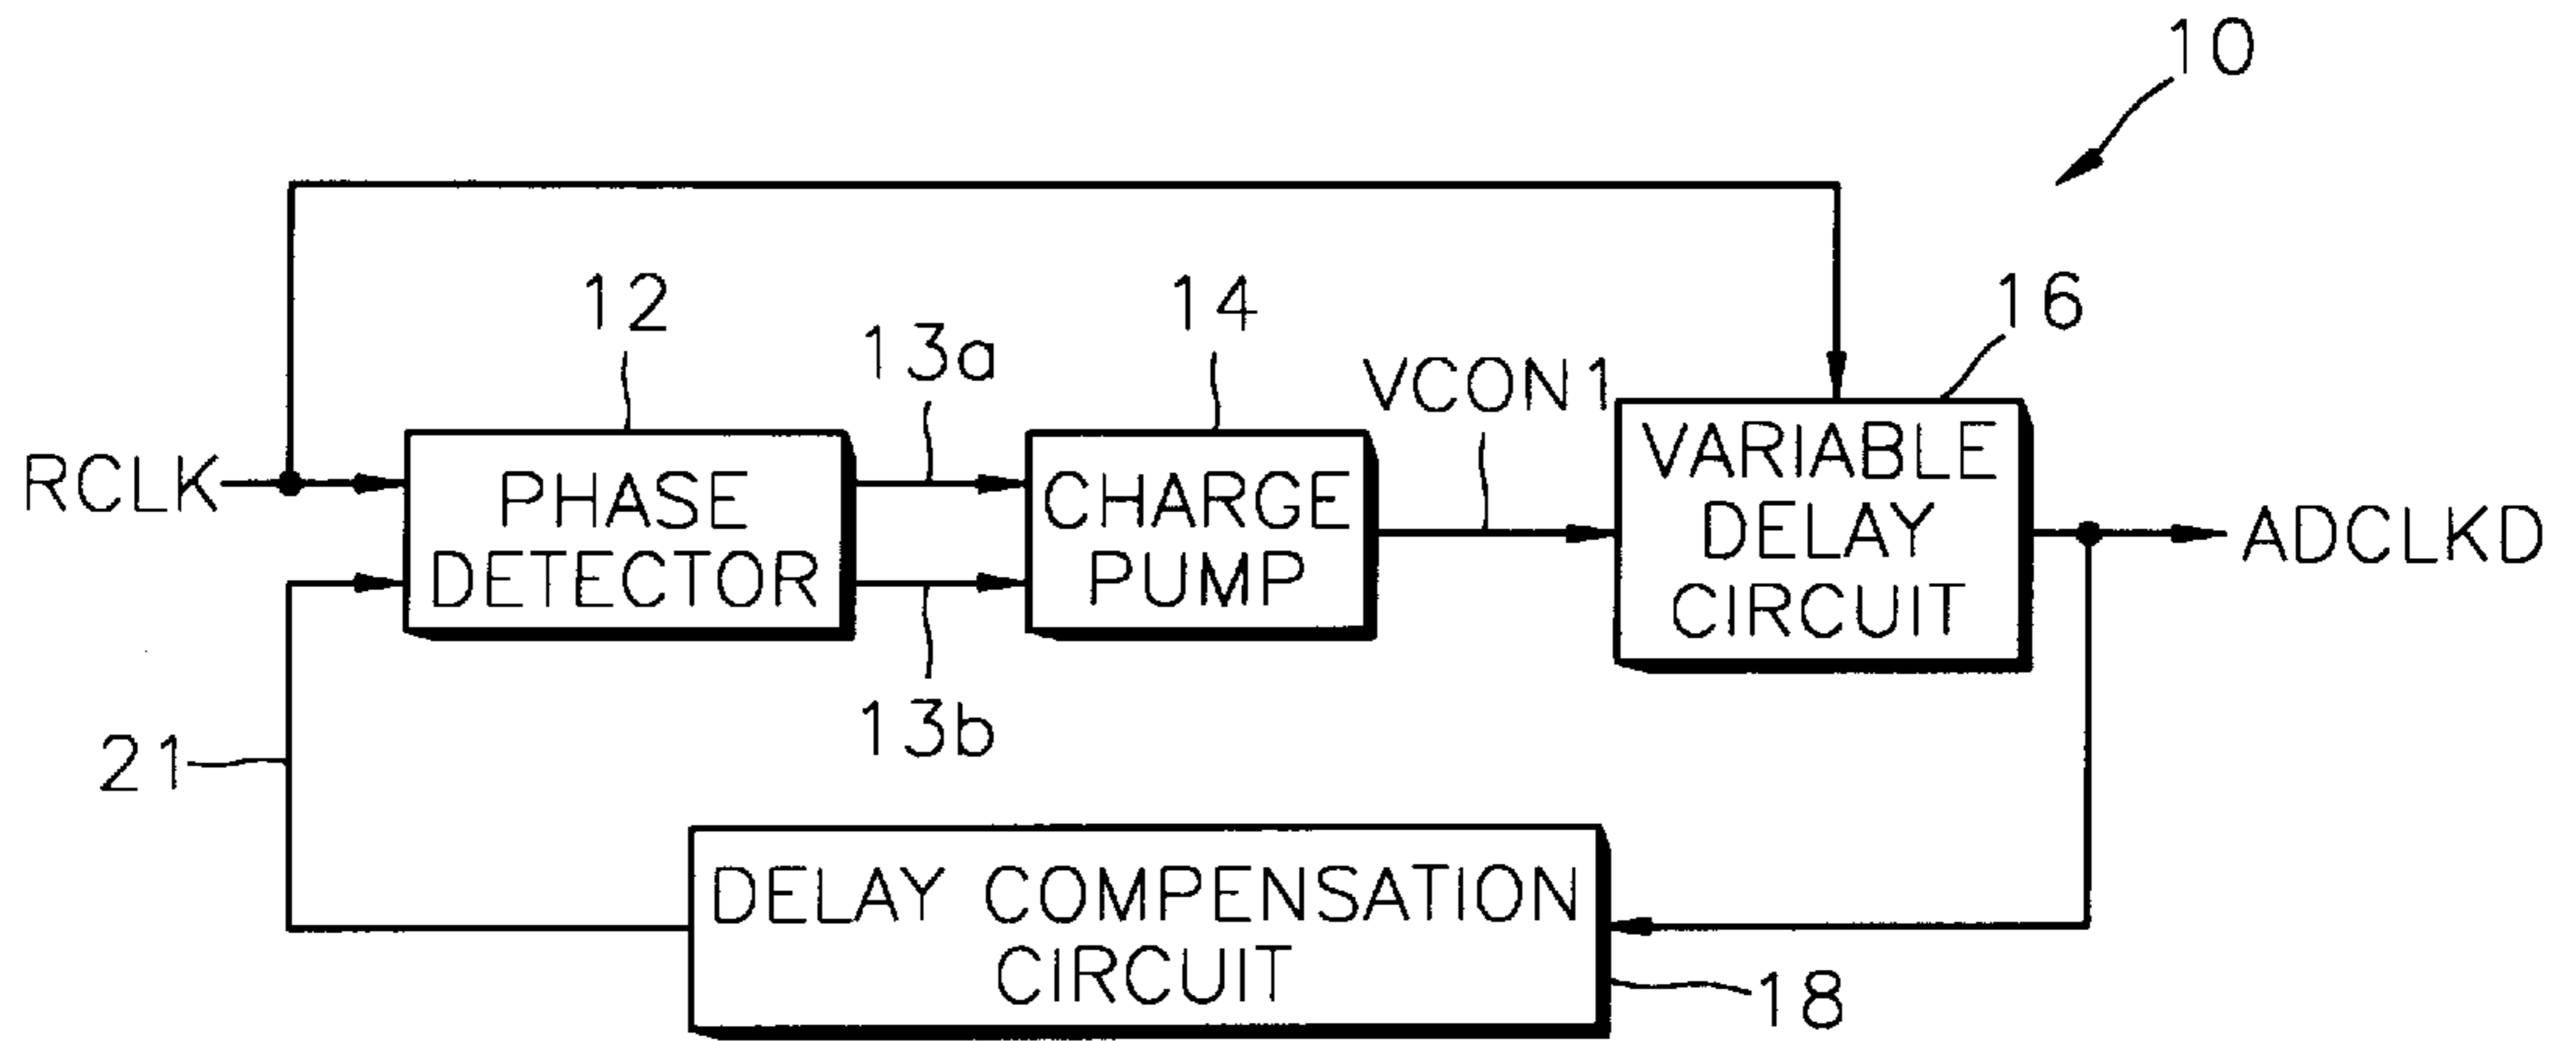 10
12
14
16
13a
VCON1
RCLK
PHASE
DETECTOR
CHARGE
PUMP
VARIABLE
DELAY
CIRCUIT
ADCLKD
13b
21
DELAY COMPENSATION
CIRCUIT
18